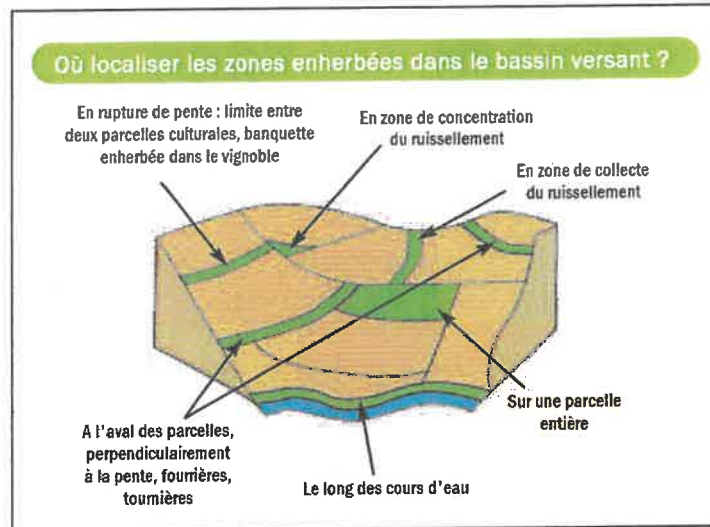 Où localiser les zones enherbées dans le bassin versant ?
En rupture de pente : limite entre
deux parcelles culturales, banquette
enherbée dans le vignoble
En zone de concentration
du ruissellement
En zone de collecte
du ruissellement
A l'aval des parcelles,
perpendiculairement
à la pente, fourrières,
tournières
Le long des cours d'eau
Sur une parcelle
entière